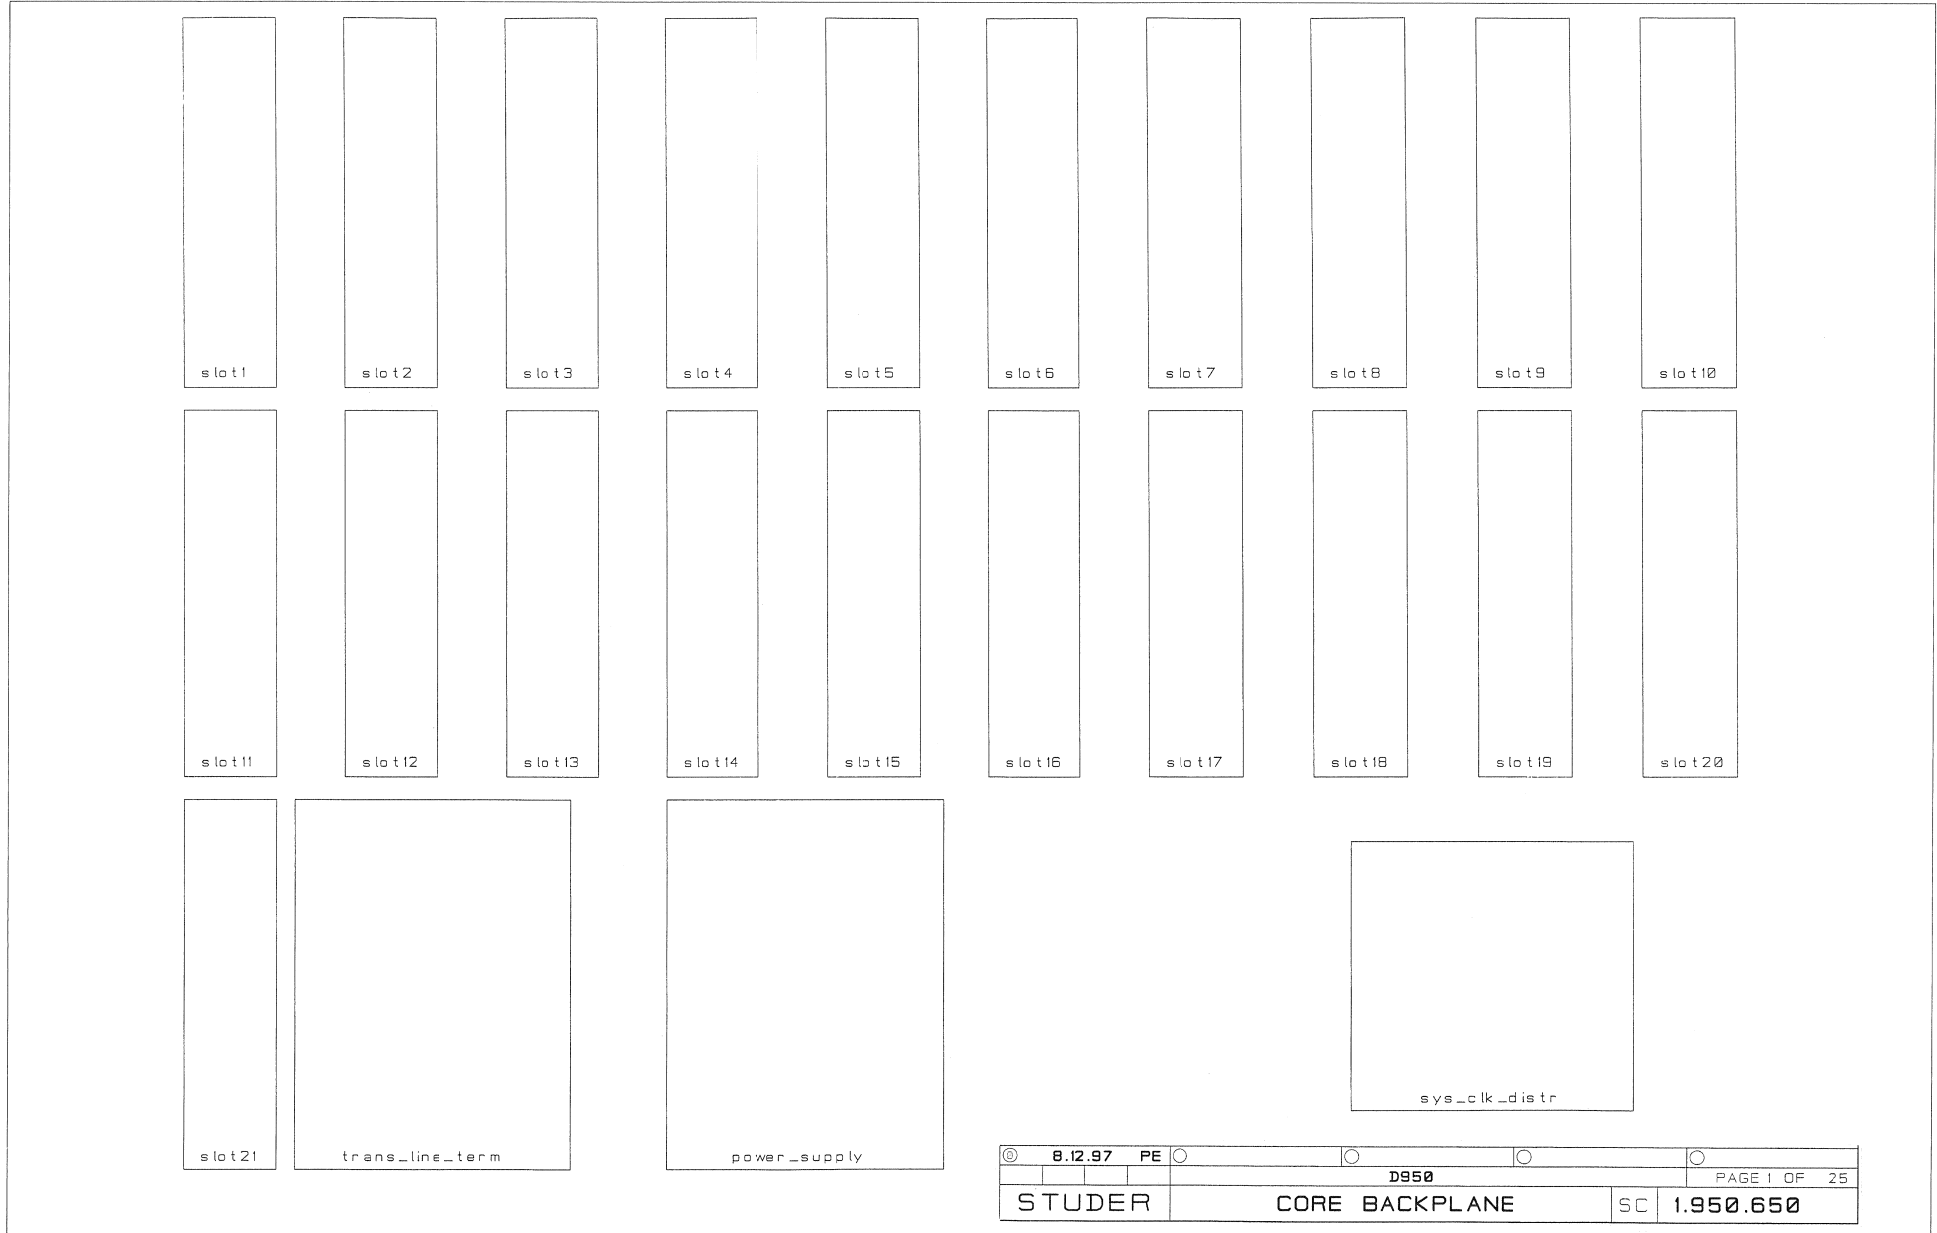 slot1 slot2 slot3 slot4 slot5 slot6 slot7 slot8 slot9 slot10
slot11 slot12 slot13 slot14 slot15 slot16 slot17 slot18 slot19 slot20
sys_clk_distr
slot21 trans_line_term power_supply
0 8.12.97 PE
D950 PAGE 1 OF 25
STUDER CORE BACKPLANE SC 1.950.650